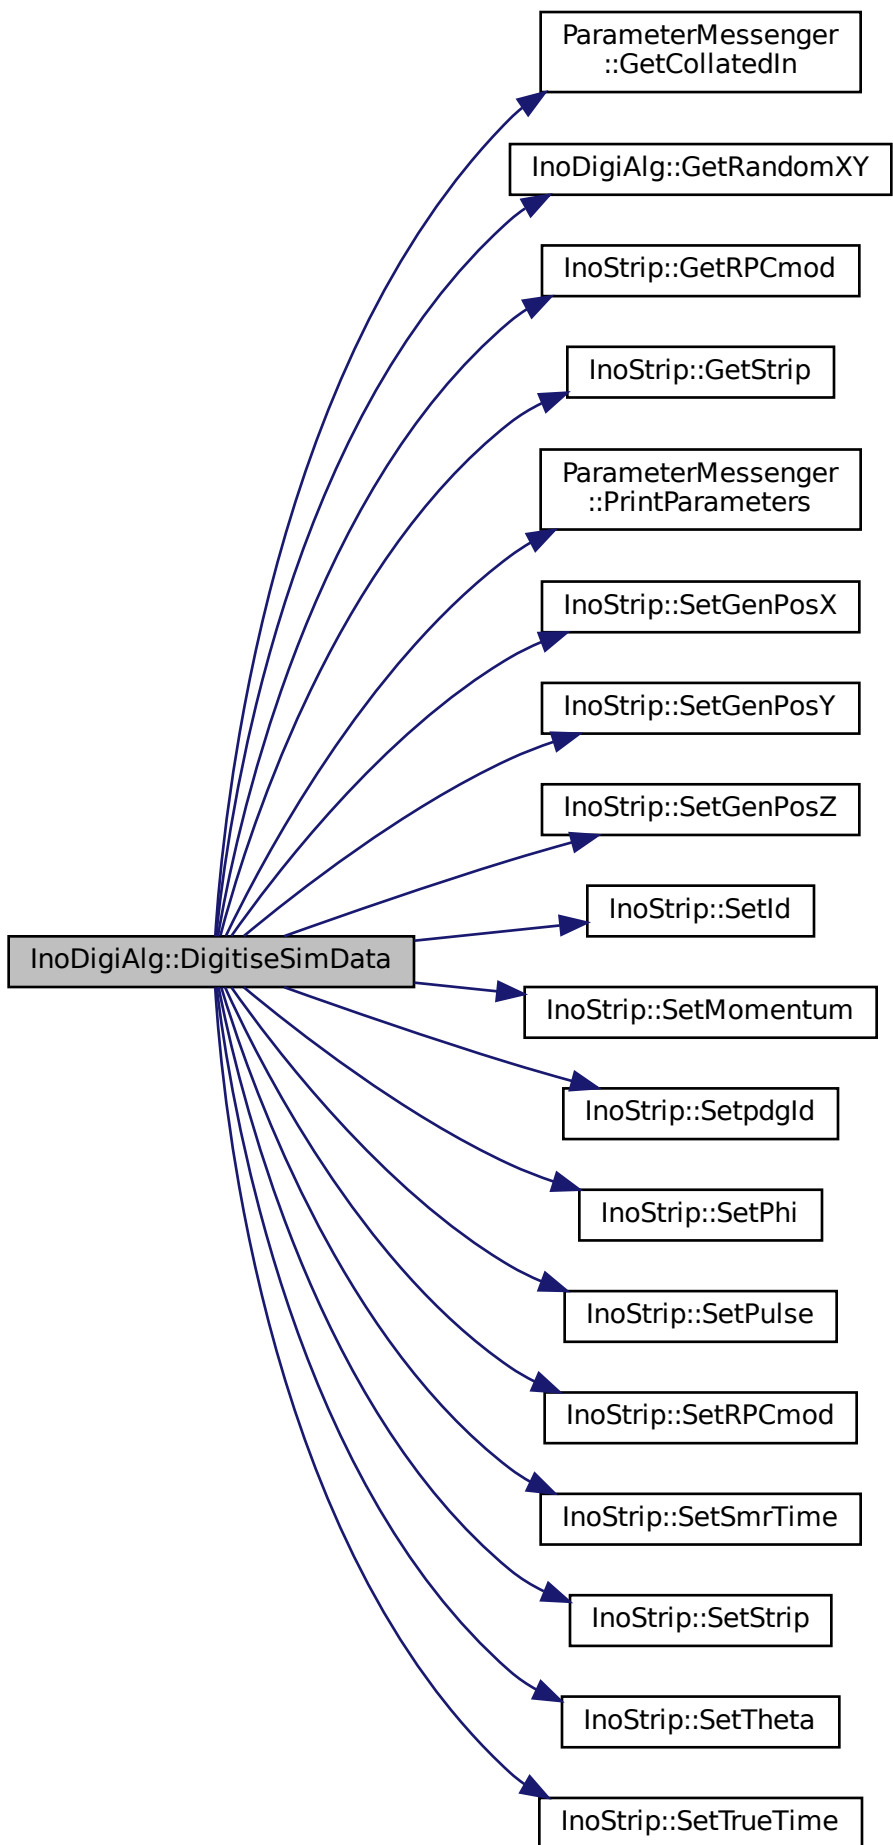 ParameterMessenger
::GetCollatedIn
InoDigiAlg::GetRandomXY
InoStrip::GetRPCmod
InoStrip::GetStrip
ParameterMessenger
::PrintParameters
InoStrip::SetGenPosX
InoStrip::SetGenPosY
InoStrip::SetGenPosZ
InoStrip::SetId
InoDigiAlg::DigitiseSimData
InoStrip::SetMomentum
InoStrip::SetpdgId
InoStrip::SetPhi
InoStrip::SetPulse
InoStrip::SetRPCmod
InoStrip::SetSmrTime
InoStrip::SetStrip
InoStrip::SetTheta
InoStrip::SetTrueTime